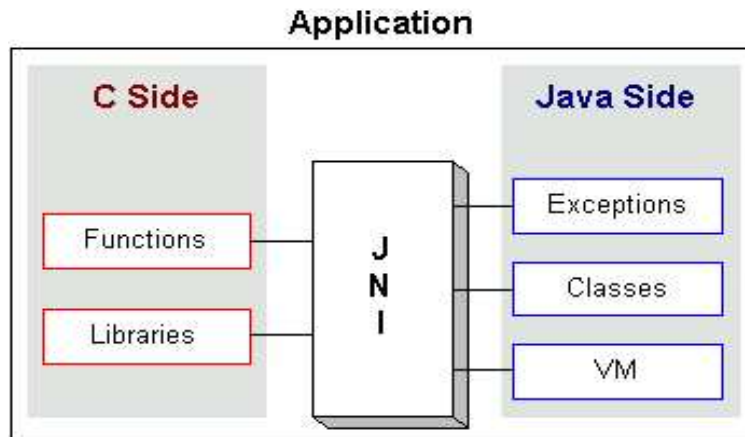 Application
C Side
Java Side
Functions
Libraries
J
N
I
Exceptions
Classes
VM